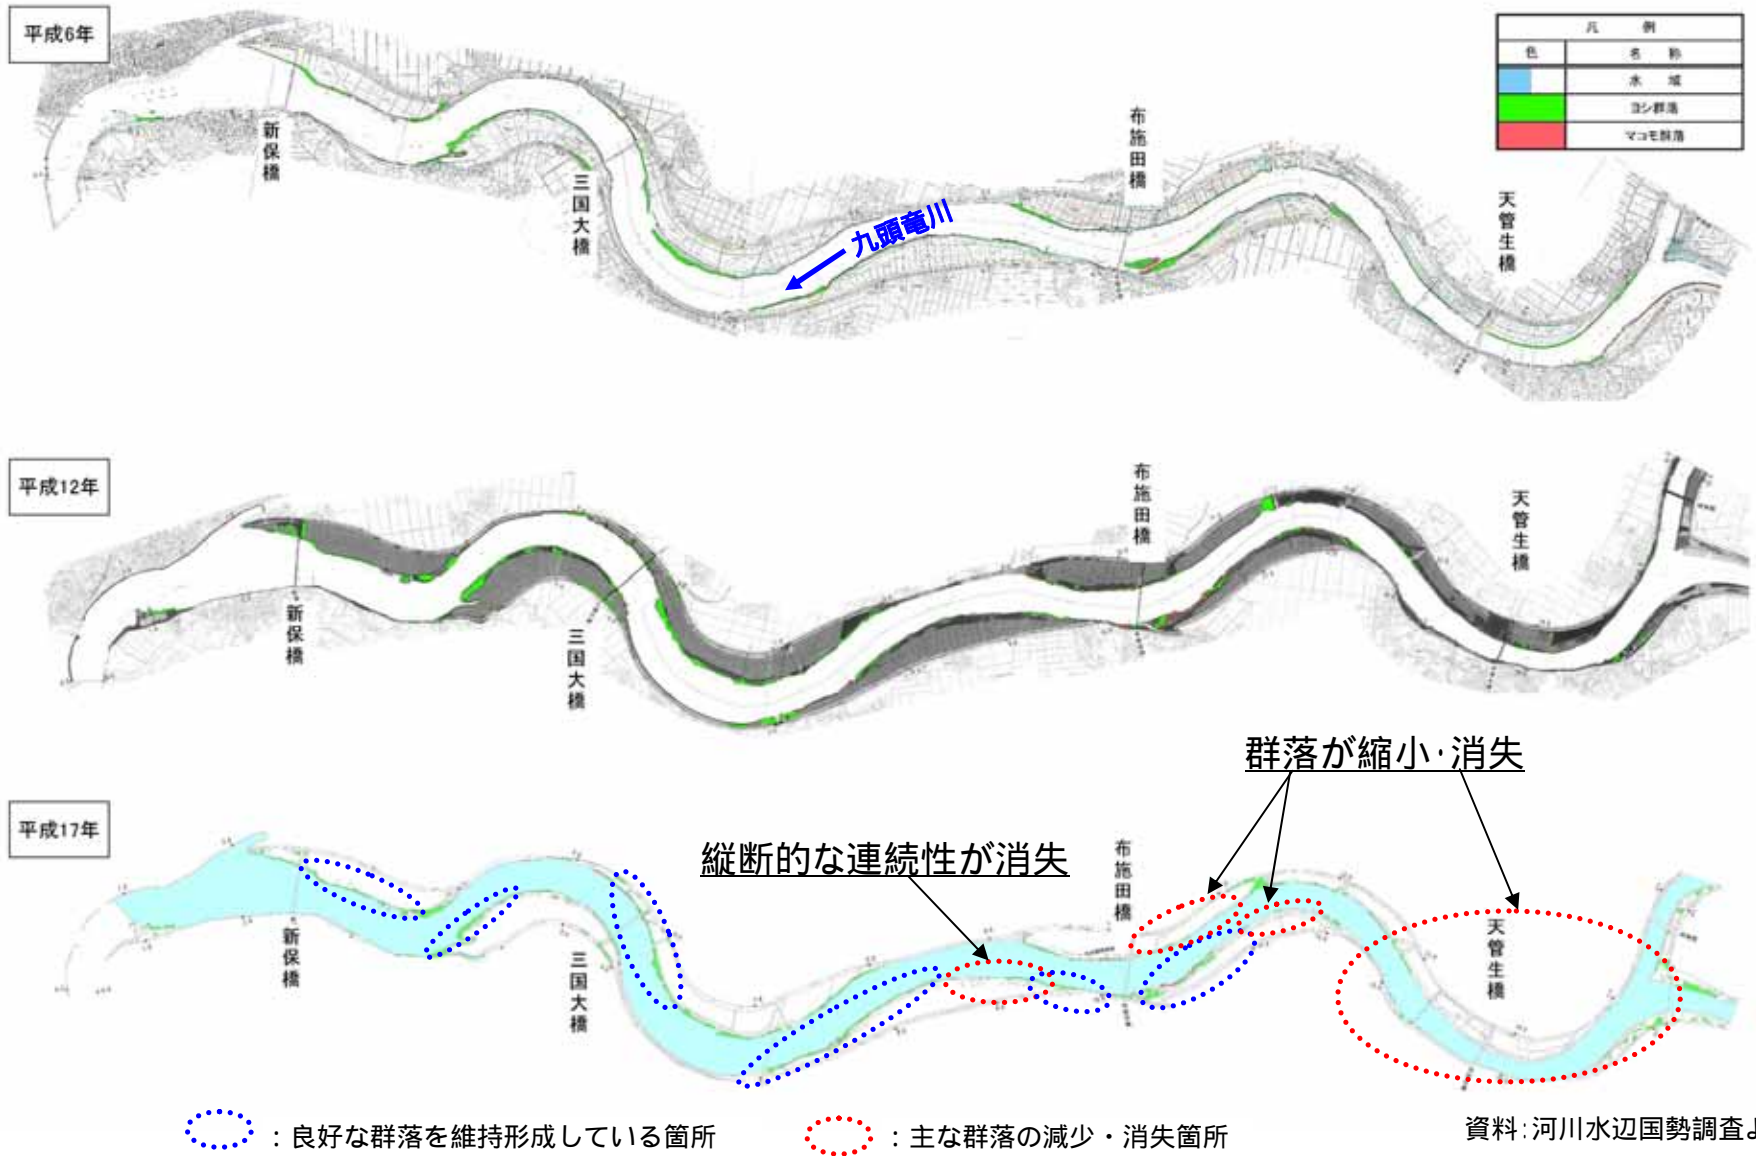 平成6年
凡 例
色 名 称
水 域
ヨシ群落
マコモ群落
新保橋
三国大橋
九頭竜川
布施田橋
天管生橋
平成12年
新保橋
三国大橋
布施田橋
天管生橋
群落が縮小・消失
平成17年
縦断的な連続性が消失
新保橋
三国大橋
布施田橋
天管生橋
：良好な群落を維持形成している箇所
：主な群落の減少・消失箇所
資料：河川水辺国勢調査よ